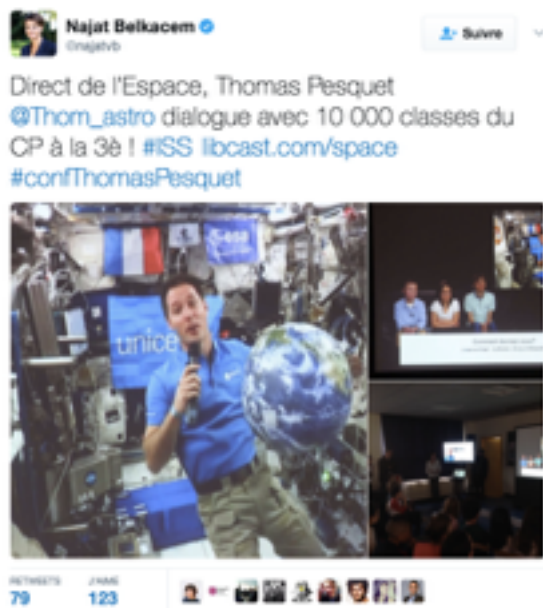 Najat Belkacem
@najatvb
Suivre
Direct de l'Espace, Thomas Pesquet
@Thom_astro dialogue avec 10 000 classes du
CP à la 3è ! #ISS libcast.com/space
#confThomasPesquet
esa
unice
RETWEETS
J'AIME
79
123